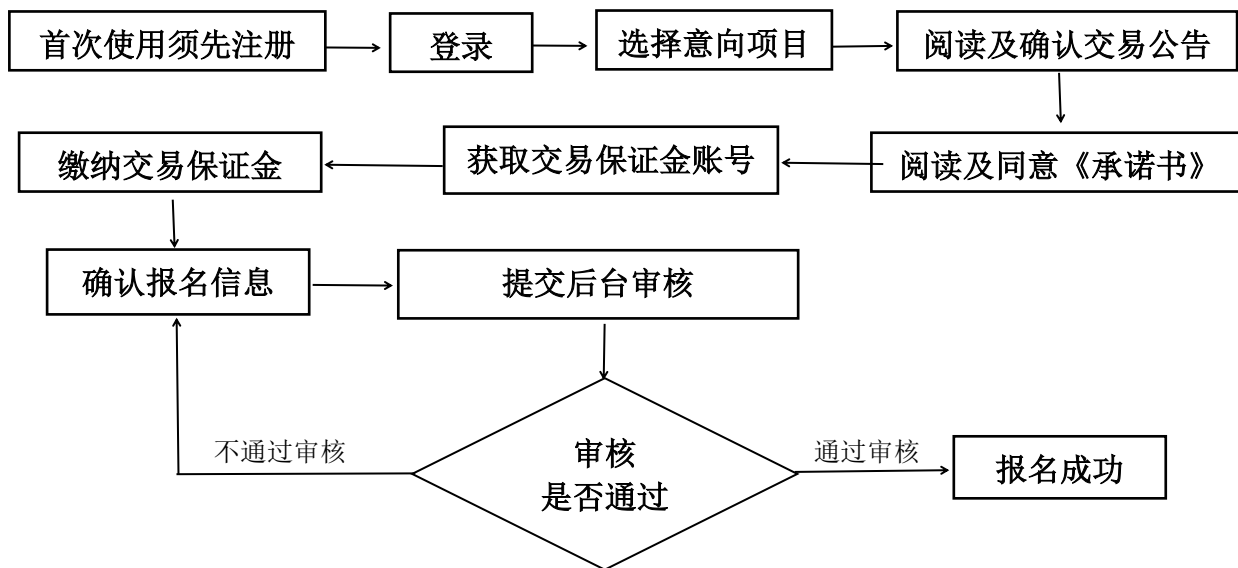 首次使用须先注册
登录
选择意向项目
阅读及确认交易公告
阅读及同意《承诺书》
获取交易保证金账号
缴纳交易保证金
确认报名信息
提交后台审核
审核
是否通过
不通过审核
通过审核
报名成功